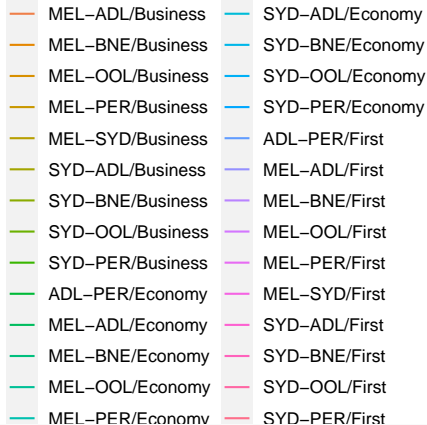 MEL−ADL/Business
MEL−BNE/Business
MEL−OOL/Business
MEL−PER/Business
MEL−SYD/Business
SYD−ADL/Business
SYD−BNE/Business
SYD−OOL/Business
SYD−PER/Business
ADL−PER/Economy
MEL−ADL/Economy
MEL−BNE/Economy
MEL−OOL/Economy
MEL−PER/Economy
SYD−ADL/Economy
SYD−BNE/Economy
SYD−OOL/Economy
SYD−PER/Economy
ADL−PER/First
MEL−ADL/First
MEL−BNE/First
MEL−OOL/First
MEL−PER/First
MEL−SYD/First
SYD−ADL/First
SYD−BNE/First
SYD−OOL/First
SYD−PER/First